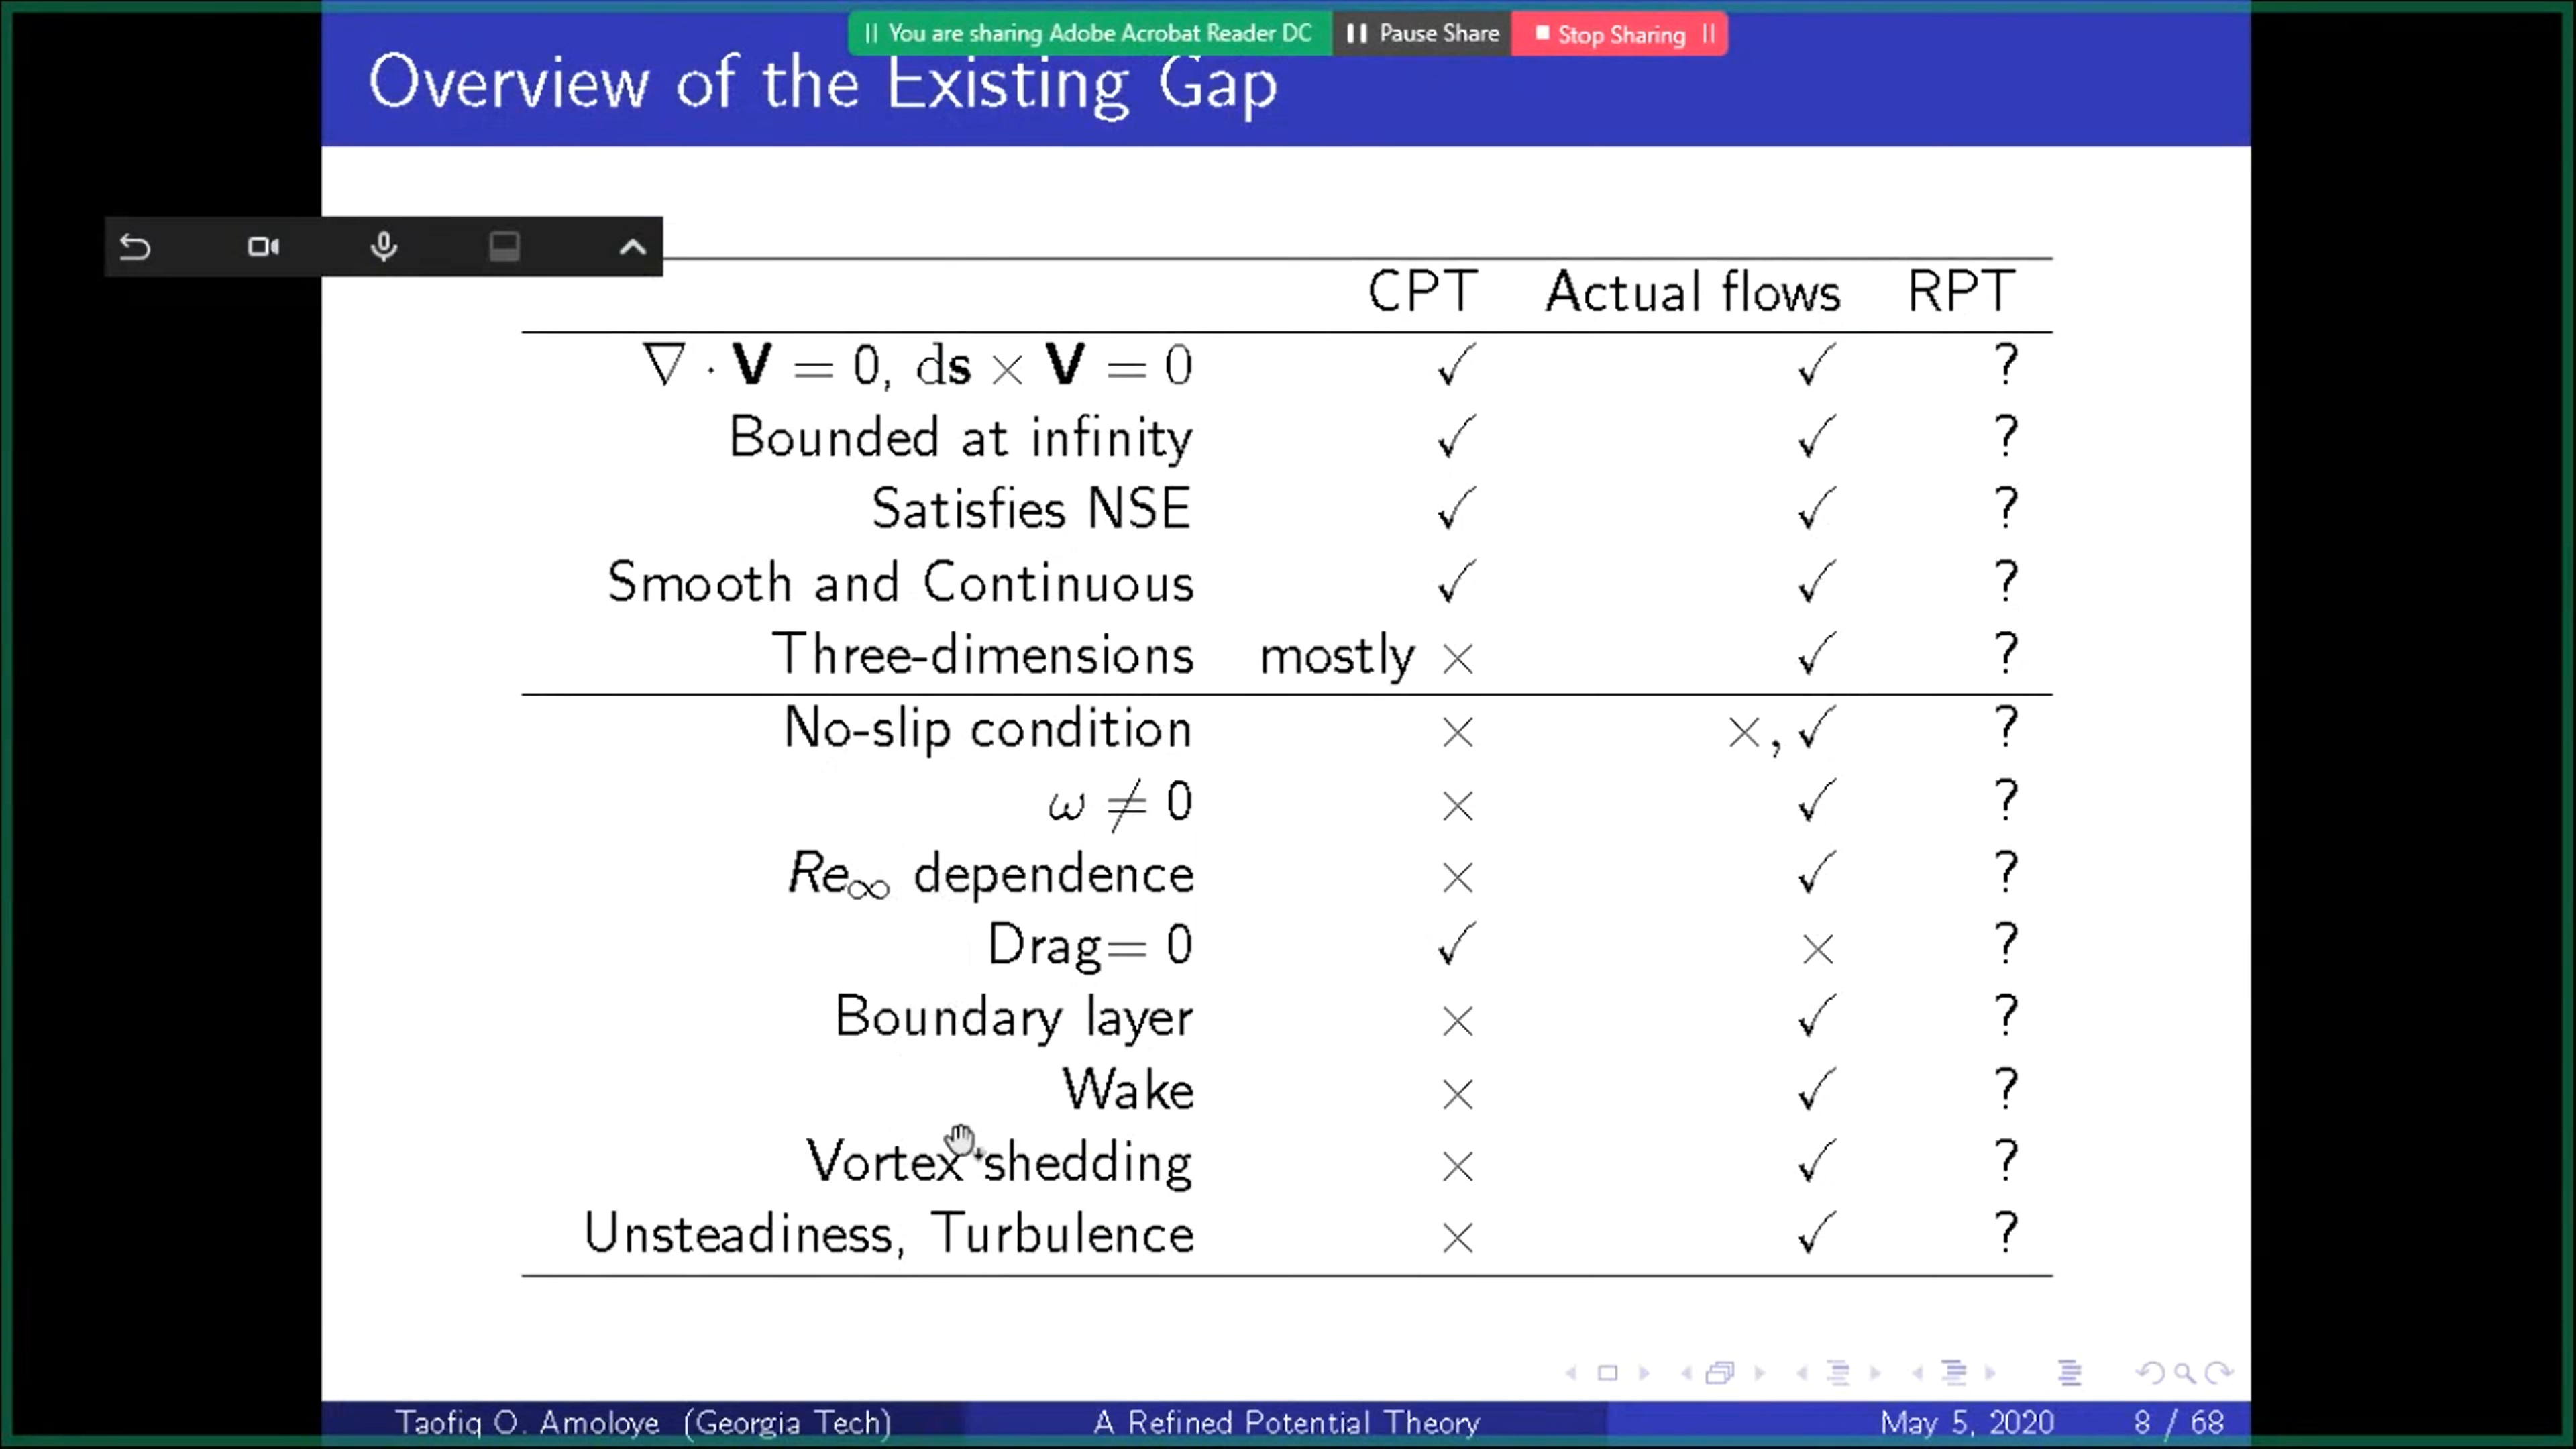 You are sharing Adobe Acrobat Reader DC Pause Share Stop Sharing
Overview of the Existing Gap
CPT Actual flows RPT
∇ · V = 0, ds × V = 0 ✓ ✓ ?
Bounded at infinity ✓ ✓ ?
Satisfies NSE ✓ ✓ ?
Smooth and Continuous ✓ ✓ ?
Three-dimensions mostly × ✓ ?
No-slip condition × ×, ✓ ?
ω ≠ 0 × ✓ ?
Re∞ dependence × ✓ ?
Drag= 0 ✓ × ?
Boundary layer × ✓ ?
Wake × ✓ ?
Vortex shedding × ✓ ?
Unsteadiness, Turbulence × ✓ ?
Taofiq O. Amoloye (Georgia Tech) A Refined Potential Theory May 5, 2020 8 / 68